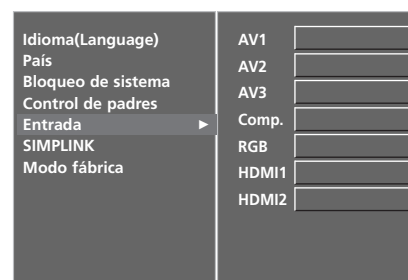 Idioma(Language)
País
Bloqueo de sistema
Control de padres
Entrada ►
SIMPLINK
Modo fábrica
AV1
AV2
AV3
Comp.
RGB
HDMI1
HDMI2